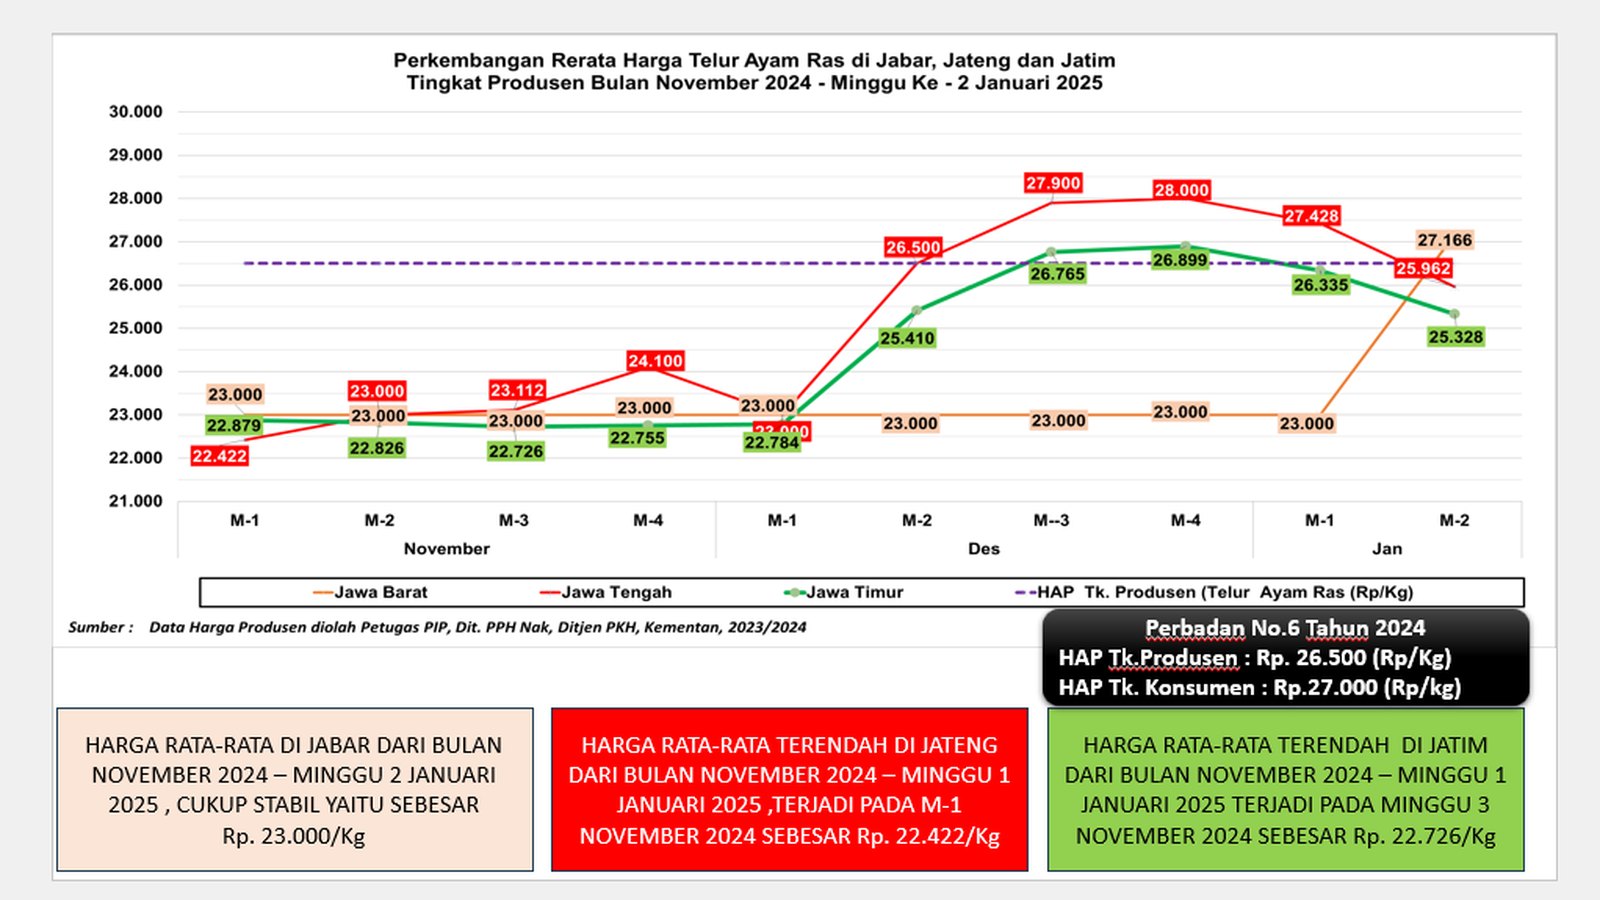 Perkembangan Rerata Harga Telur Ayam Ras di Jabar, Jateng dan Jatim
Tingkat Produsen Bulan November 2024 - Minggu Ke - 2 Januari 2025
30.000
29.000
28.000
27.000
26.000
25.000
24.000
23.000
22.000
21.000
27.900
28.000
27.428
27.166
26.500
25.962
26.765
26.899
26.335
25.410
25.328
24.100
23.000
23.000
23.112
23.000
23.000
22.879
23.000
23.000
23.000
23.000
23.000
23.000
23.000
22.422
22.826
22.726
22.755
22.784
M-1 M-2 M-3 M-4 M-1 M-2 M--3 M-4 M-1 M-2
November Des Jan
Jawa Barat Jawa Tengah Jawa Timur HAP Tk. Produsen (Telur Ayam Ras (Rp/Kg)
Sumber : Data Harga Produsen diolah Petugas PIP, Dit. PPH Nak, Ditjen PKH, Kementan, 2023/2024
Perbadan No.6 Tahun 2024
HAP Tk.Produsen : Rp. 26.500 (Rp/Kg)
HAP Tk. Konsumen : Rp.27.000 (Rp/kg)
HARGA RATA-RATA DI JABAR DARI BULAN
NOVEMBER 2024 – MINGGU 2 JANUARI
2025 , CUKUP STABIL YAITU SEBESAR
Rp. 23.000/Kg
HARGA RATA-RATA TERENDAH DI JATENG
DARI BULAN NOVEMBER 2024 – MINGGU 1
JANUARI 2025 ,TERJADI PADA M-1
NOVEMBER 2024 SEBESAR Rp. 22.422/Kg
HARGA RATA-RATA TERENDAH DI JATIM
DARI BULAN NOVEMBER 2024 – MINGGU 1
JANUARI 2025 TERJADI PADA MINGGU 3
NOVEMBER 2024 SEBESAR Rp. 22.726/Kg